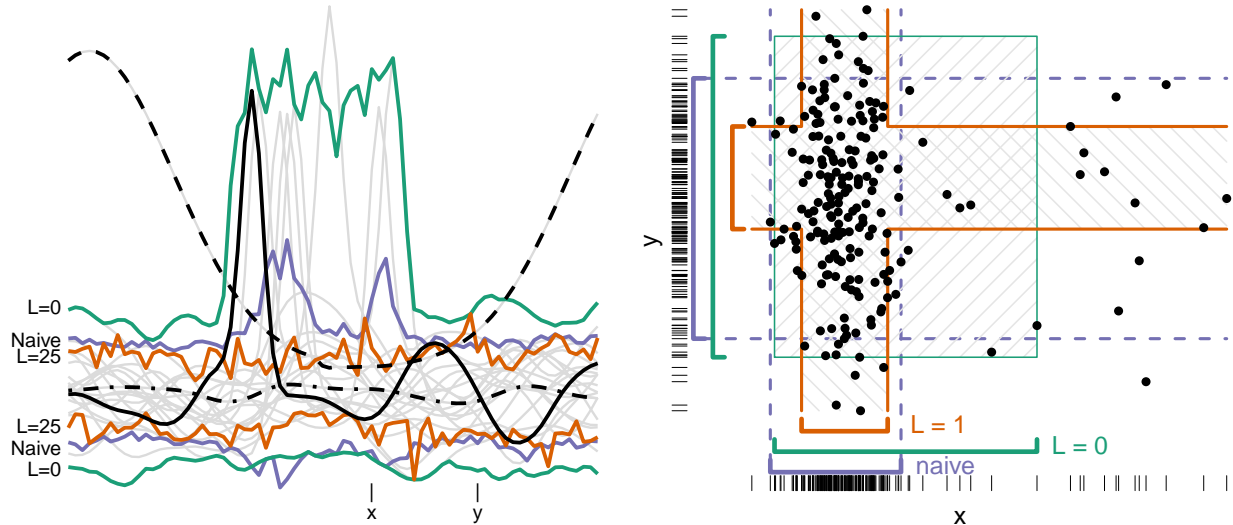 L=0
Naive
L=25
L=25
Naive
L=0
x
y
y
L = 1
L = 0
naive
x